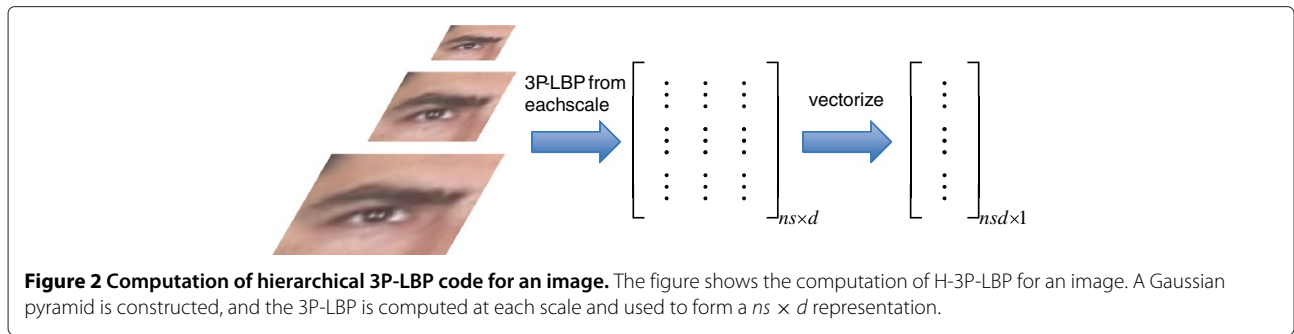 3P-LBP from
eachscale
vectorize
ns×d
nsd×1
Figure 2 Computation of hierarchical 3P-LBP code for an image. The figure shows the computation of H-3P-LBP for an image. A Gaussian
pyramid is constructed, and the 3P-LBP is computed at each scale and used to form a ns × d representation.